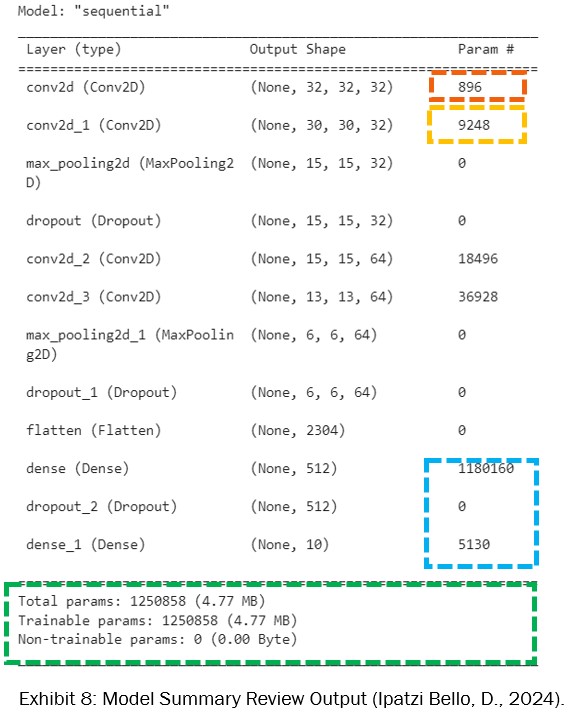 Model: "sequential"
Layer (type) Output Shape Param #
conv2d (Conv2D) (None, 32, 32, 32) 896
conv2d_1 (Conv2D) (None, 30, 30, 32) 9248
max_pooling2d (MaxPooling2 (None, 15, 15, 32) 0
D)
dropout (Dropout) (None, 15, 15, 32) 0
conv2d_2 (Conv2D) (None, 15, 15, 64) 18496
conv2d_3 (Conv2D) (None, 13, 13, 64) 36928
max_pooling2d_1 (MaxPoolin (None, 6, 6, 64) 0
g2D)
dropout_1 (Dropout) (None, 6, 6, 64) 0
flatten (Flatten) (None, 2304) 0
dense (Dense) (None, 512) 1180160
dropout_2 (Dropout) (None, 512) 0
dense_1 (Dense) (None, 10) 5130
Total params: 1250858 (4.77 MB)
Trainable params: 1250858 (4.77 MB)
Non-trainable params: 0 (0.00 Byte)
Exhibit 8: Model Summary Review Output (Ipatzi Bello, D., 2024).